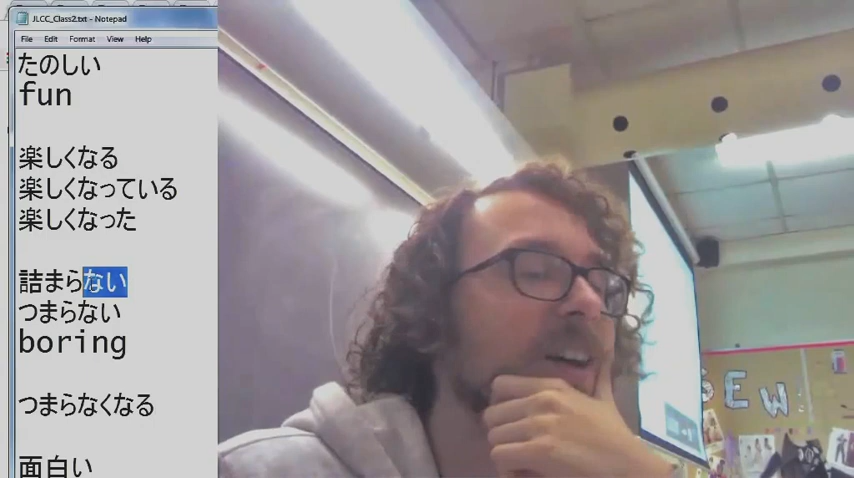 JLCC_Class2.txt - Notepad
File Edit Format View Help
たのしい
fun
楽しくなる
楽しくなっている
楽しくなった
詰まらない
つまらない
boring
つまらなくなる
面白い
SEW